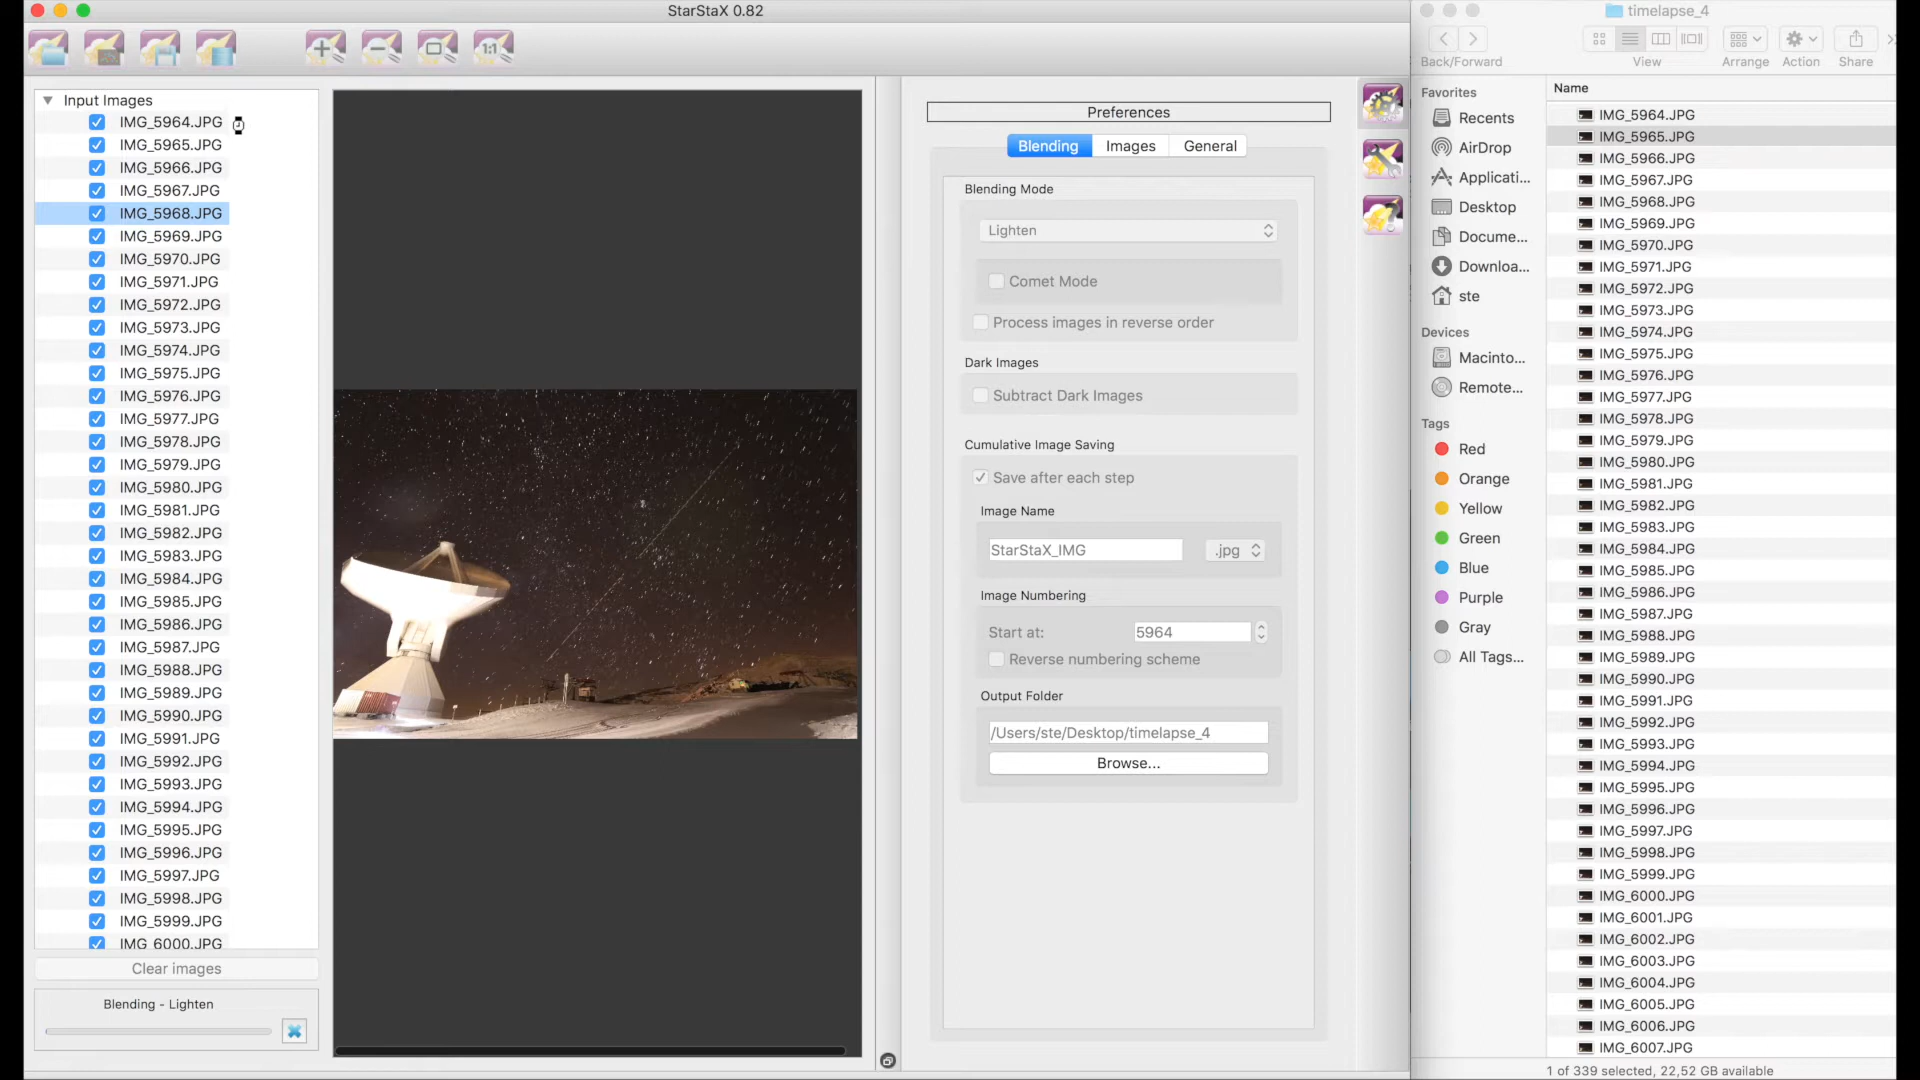 StarStaX 0.82
1:1
Input Images
IMG_5964.JPG
IMG_5965.JPG
IMG_5966.JPG
IMG_5967.JPG
IMG_5968.JPG
IMG_5969.JPG
IMG_5970.JPG
IMG_5971.JPG
IMG_5972.JPG
IMG_5973.JPG
IMG_5974.JPG
IMG_5975.JPG
IMG_5976.JPG
IMG_5977.JPG
IMG_5978.JPG
IMG_5979.JPG
IMG_5980.JPG
IMG_5981.JPG
IMG_5982.JPG
IMG_5983.JPG
IMG_5984.JPG
IMG_5985.JPG
IMG_5986.JPG
IMG_5987.JPG
IMG_5988.JPG
IMG_5989.JPG
IMG_5990.JPG
IMG_5991.JPG
IMG_5992.JPG
IMG_5993.JPG
IMG_5994.JPG
IMG_5995.JPG
IMG_5996.JPG
IMG_5997.JPG
IMG_5998.JPG
IMG_5999.JPG
IMG_6000.JPG
Clear images
Blending - Lighten
Preferences
Blending Images General
Blending Mode
Lighten
Comet Mode
Process images in reverse order
Dark Images
Subtract Dark Images
Cumulative Image Saving
Save after each step
Image Name
StarStaX_IMG .jpg
Image Numbering
Start at: 5964
Reverse numbering scheme
Output Folder
/Users/ste/Desktop/timelapse_4
Browse...
timelapse_4
Back/Forward View Arrange Action Share
Favorites
Recents
AirDrop
Applicati...
Desktop
Docume...
Downloa...
ste
Devices
Macinto...
Remote...
Tags
Red
Orange
Yellow
Green
Blue
Purple
Gray
All Tags...
Name
IMG_5964.JPG
IMG_5965.JPG
IMG_5966.JPG
IMG_5967.JPG
IMG_5968.JPG
IMG_5969.JPG
IMG_5970.JPG
IMG_5971.JPG
IMG_5972.JPG
IMG_5973.JPG
IMG_5974.JPG
IMG_5975.JPG
IMG_5976.JPG
IMG_5977.JPG
IMG_5978.JPG
IMG_5979.JPG
IMG_5980.JPG
IMG_5981.JPG
IMG_5982.JPG
IMG_5983.JPG
IMG_5984.JPG
IMG_5985.JPG
IMG_5986.JPG
IMG_5987.JPG
IMG_5988.JPG
IMG_5989.JPG
IMG_5990.JPG
IMG_5991.JPG
IMG_5992.JPG
IMG_5993.JPG
IMG_5994.JPG
IMG_5995.JPG
IMG_5996.JPG
IMG_5997.JPG
IMG_5998.JPG
IMG_5999.JPG
IMG_6000.JPG
IMG_6001.JPG
IMG_6002.JPG
IMG_6003.JPG
IMG_6004.JPG
IMG_6005.JPG
IMG_6006.JPG
IMG_6007.JPG
1 of 339 selected, 22,52 GB available